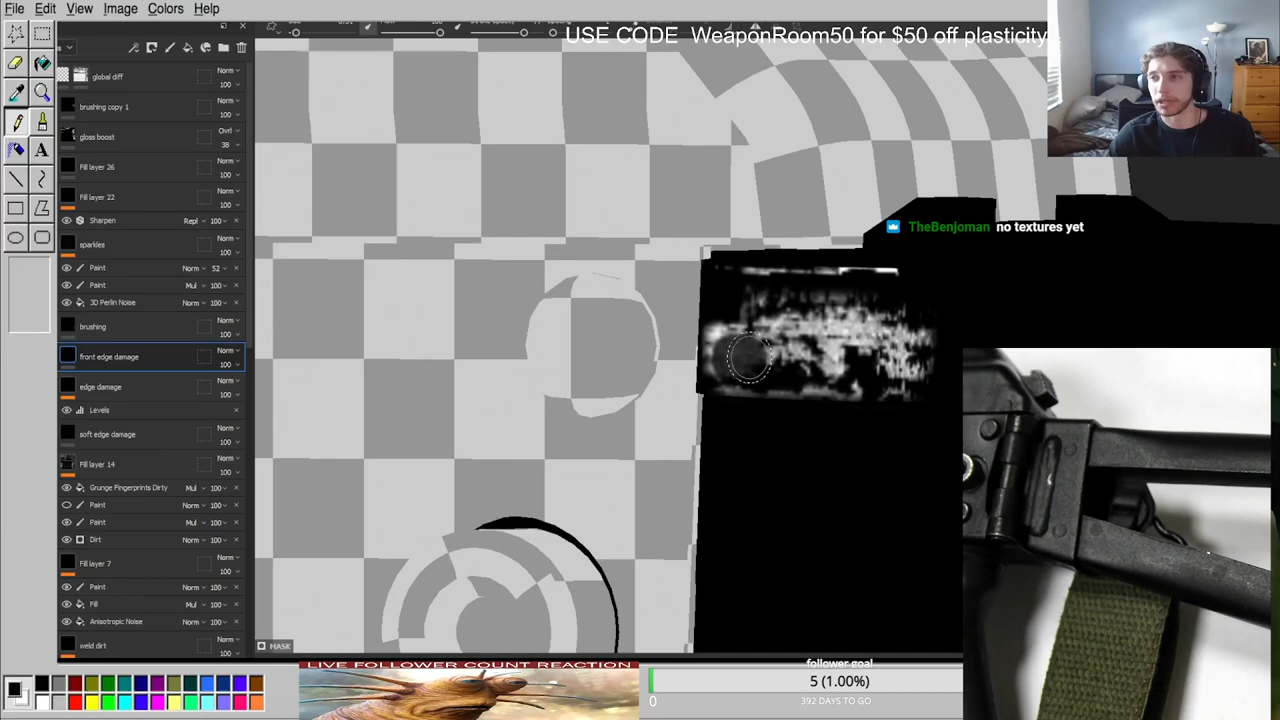 File Edit View Image Colors Help
USE CODE WeaponRoom50 for $50 off plasticity
global diff Norm 100
brushing copy 1 Norm 100
gloss boost Ovrl 38
Fill layer 26 Norm 100
Fill layer 22 Norm 100
Sharpen Repl 100
sparkles Norm 100
Paint Norm 52
Paint Mul 100
3D Perlin Noise Norm 100
brushing Norm 100
front edge damage Norm 100
edge damage Norm 100
Levels
soft edge damage Norm 100
Fill layer 14 Norm 100
Grunge Fingerprints Dirty Mul 100
Paint Norm 100
Paint Mul 100
Dirt Norm 100
Fill layer 7 Norm 100
Paint Norm 100
Fill Mul 100
Anisotropic Noise Norm 100
weld dirt Norm 100
TheBenjoman no textures yet
MASK
LIVE FOLLOWER COUNT REACTION
follower goal
5 (1.00%)
0
392 DAYS TO GO